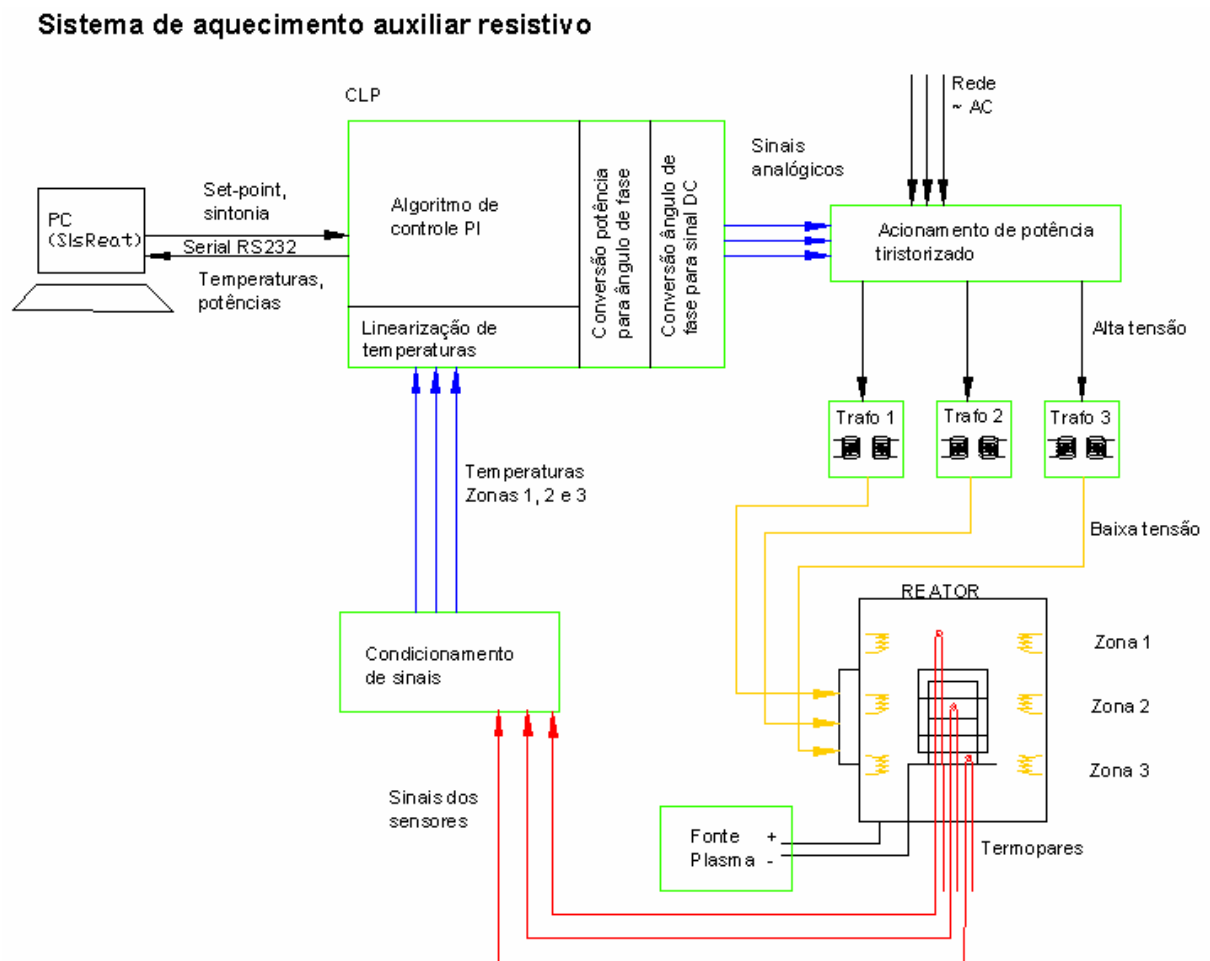 Sistema de aquecimento auxiliar resistivo
CLP
Rede
~ AC
Sinais
analógicos
PC
(SisReat)
Set-point,
sintonia
Serial RS232
Temperaturas,
potências
Algoritmo de
controle PI
Linearização de
temperaturas
Conversão potência
para ângulo de fase
Conversão ângulo de
fase para sinal DC
Acionamento de potência
tiristorizado
Alta tensão
Trafo 1
Trafo 2
Trafo 3
Temperaturas
Zonas 1, 2 e 3
Baixa tensão
REATOR
Zona 1
Zona 2
Zona 3
Condicionamento
de sinais
Sinais dos
sensores
Fonte +
Plasma -
Termopares